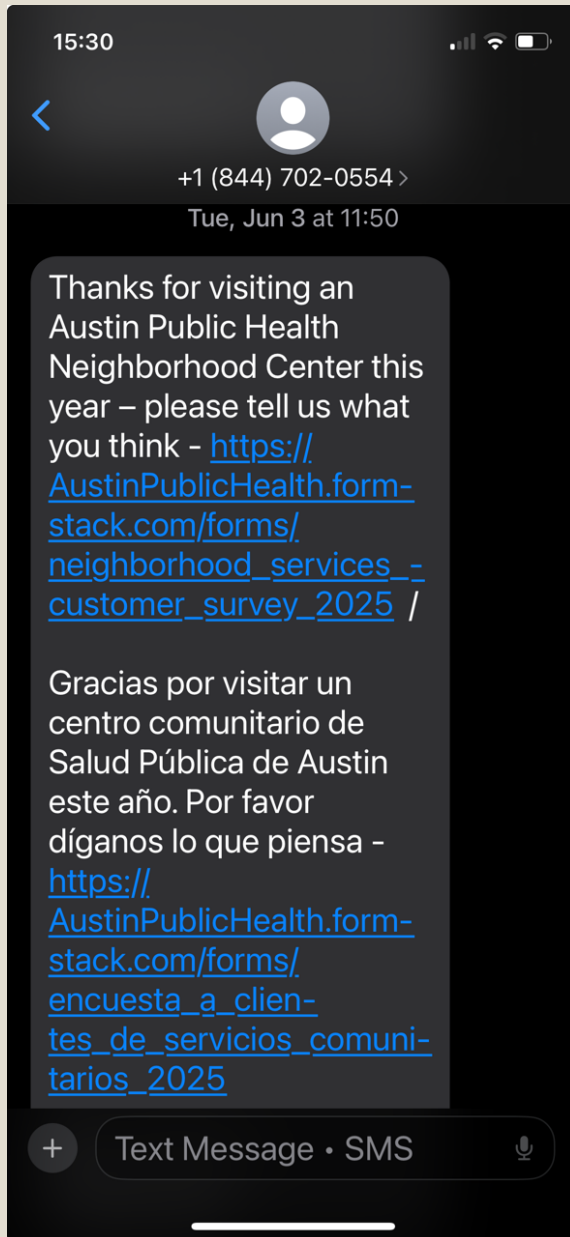 15:30
+1 (844) 702-0554
Tue, Jun 3 at 11:50
Thanks for visiting an
Austin Public Health
Neighborhood Center this
year – please tell us what
you think - https://
AustinPublicHealth.form-
stack.com/forms/
neighborhood_services_-
customer_survey_2025 /
Gracias por visitar un
centro comunitario de
Salud Pública de Austin
este año. Por favor
díganos lo que piensa -
https://
AustinPublicHealth.form-
stack.com/forms/
encuesta_a_clien-
tes_de_servicios_comuni-
tarios_2025
Text Message • SMS